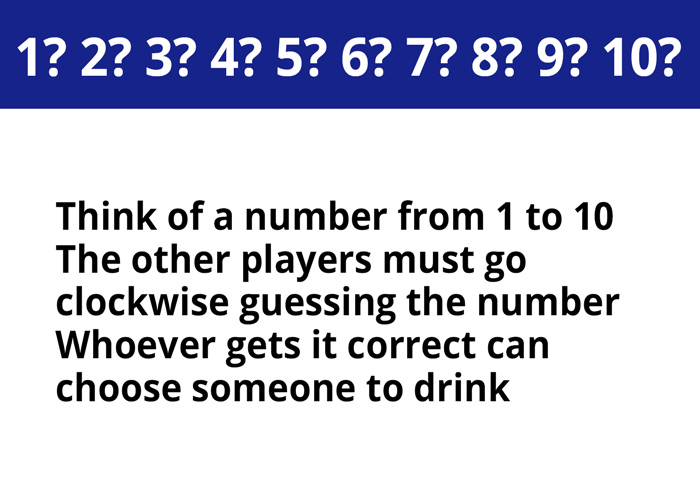 1? 2? 3? 4? 5? 6? 7? 8? 9? 10?
Think of a number from 1 to 10
The other players must go
clockwise guessing the number
Whoever gets it correct can
choose someone to drink